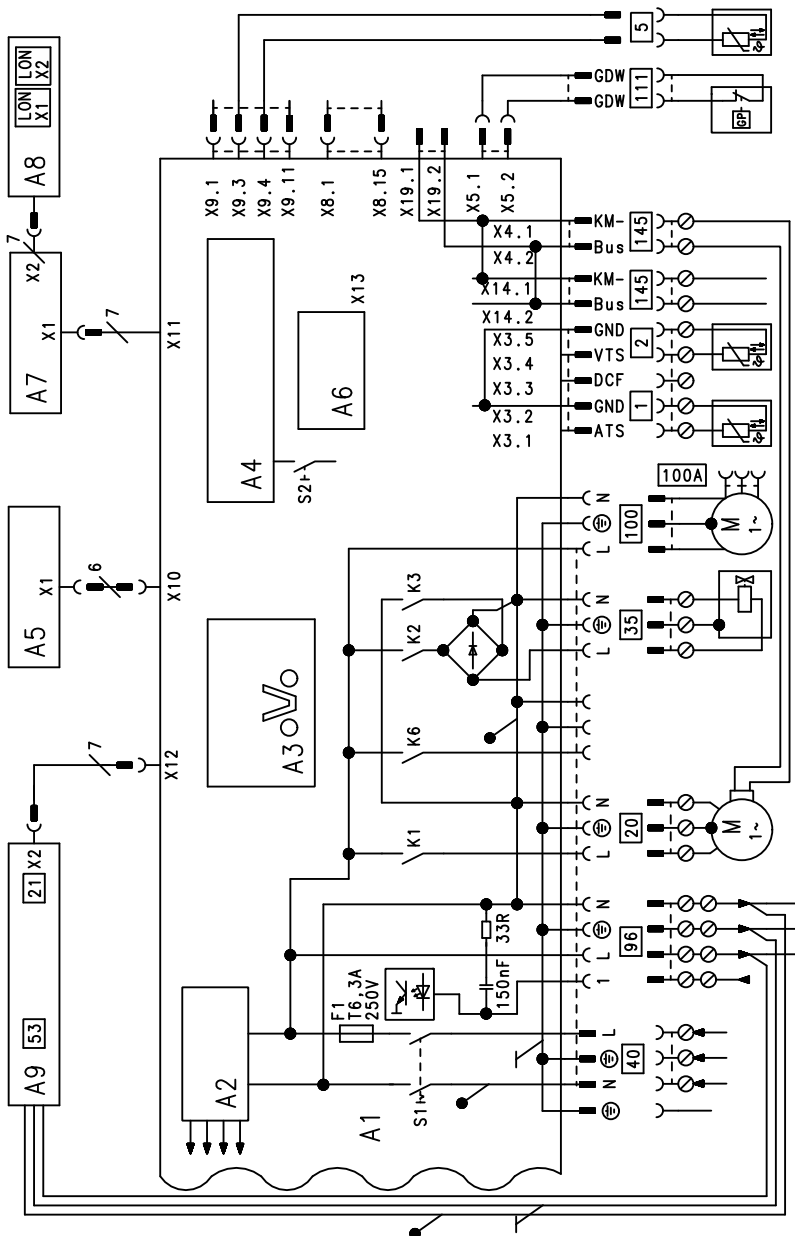 LON X1
LON X2
A8
7
X2
X1
A7
7
X11
X1
A5
6
X10
21 X2
53
A9
7
X12
5
GDW
GDW
111
GP
X9.1
X9.3
X9.4
X9.11
X8.1
X8.15
X19.1
X19.2
X5.1
X5.2
X4.1
X4.2
X14.1
X14.2
X3.5
X3.4
X3.3
X3.2
X3.1
KM-
Bus
145
KM-
Bus
145
GND
VTS
2
DCF
GND
ATS
1
ϑ
ϑ
ϑ
X13
A6
A4
S2
A3
K3
K2
K6
K1
N
L
100
100A
M
1~
N
L
35
N
L
20
M
1~
N
L
1
96
33R
150nF
F1
T6,3A
250V
S1
A2
A1
L
N
40